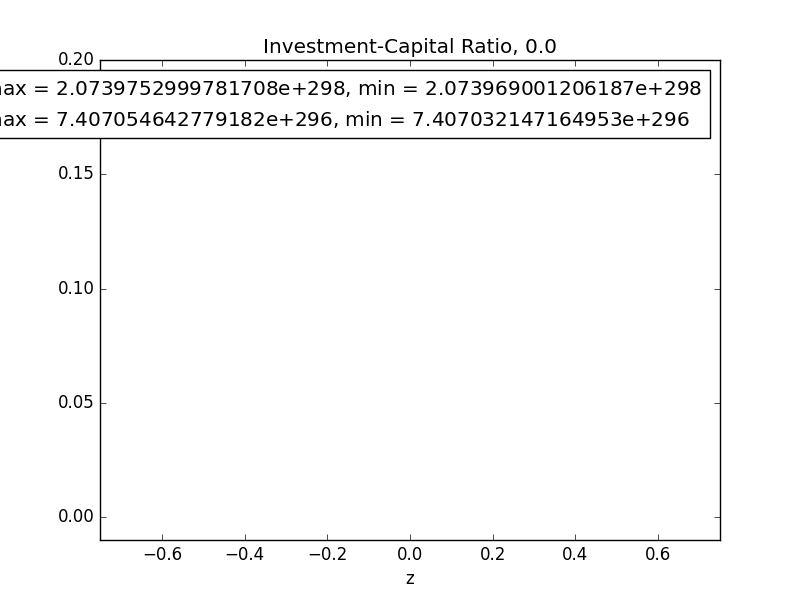 Investment-Capital Ratio, 0.0
0.20
= 2.0739752999781708e+298, min = 2.073969001206187e+298
= 7.407054642779182e+296, min = 7.407032147164953e+296
0.15
0.10
0.05
0.00
−0.6 −0.4 −0.2 0.0 0.2 0.4 0.6
z